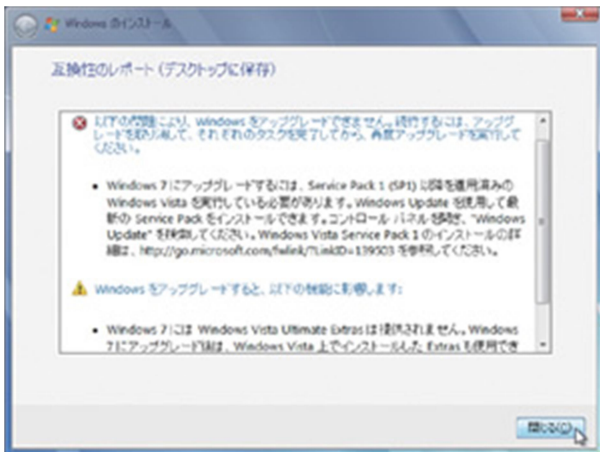 Windows のインストール
互換性のレポート (デスクトップに保存)
以下の問題により、Windows をアップグレードできません。続行するには、アップグ
レードを取り消して、それぞれのタスクを完了してから、再度アップグレードを実行して
ください。
• Windows 7 にアップグレードするには、Service Pack 1 (SP1) 以降を適用済みの
Windows Vista を実行している必要があります。Windows Update を使用して最
新の Service Pack をインストールできます。コントロール パネルを開き、"Windows
Update" を検索してください。Windows Vista Service Pack 1 のインストールの詳
細は、http://go.microsoft.com/fwlink/?LinkID=139503 を参照してください。
Windows をアップグレードすると、以下の機能に影響します:
• Windows 7 には Windows Vista Ultimate Extras は提供されません。Windows
7 にアップグレード後は、Windows Vista 上でインストールした Extras も使用でき
閉じる(C)